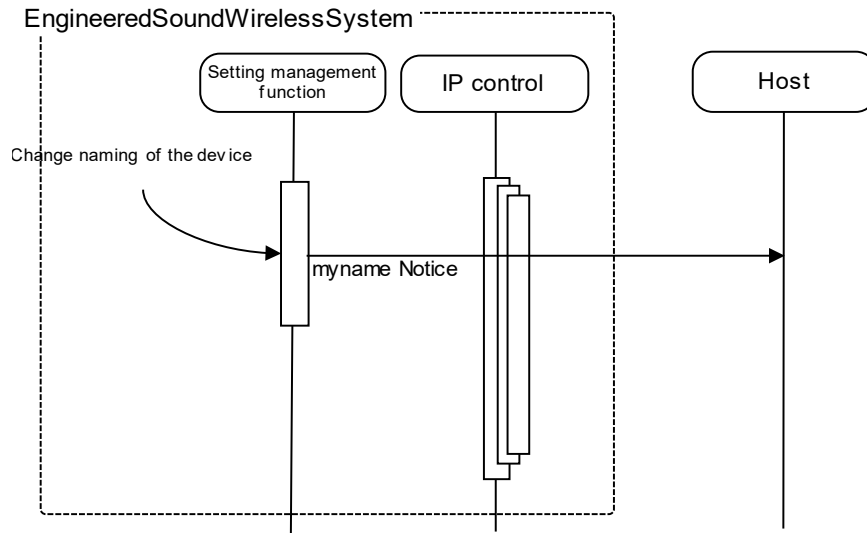 EngineeredSoundWirelessSystem
Setting management
function
IP control
Host
Change naming of the device
myname Notice